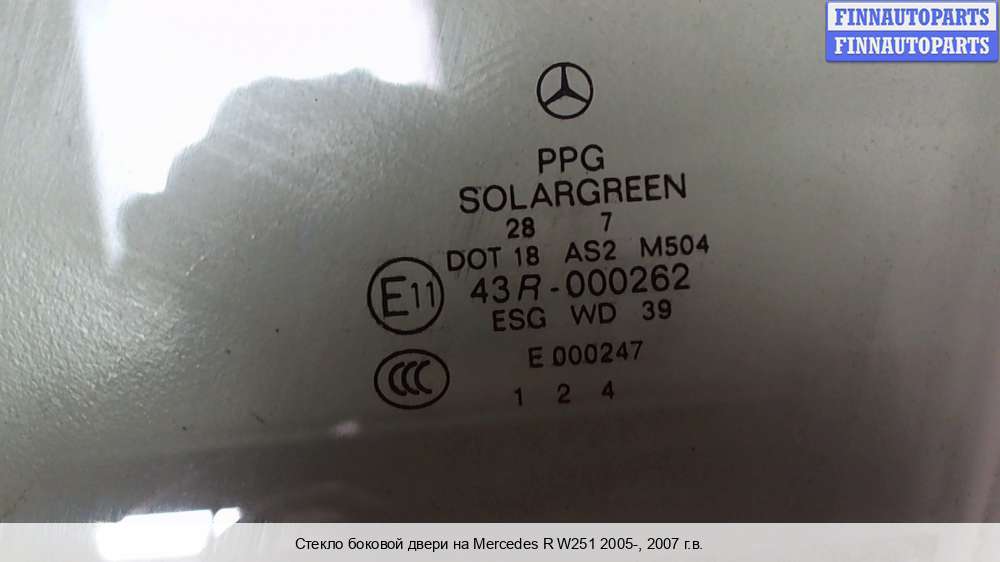 FINNAUTOPARTS
FINNAUTOPARTS
PPG
SOLARGREEN
28 7
DOT 18 AS2 M504
E11 43R-000262
ESG WD 39
CCC E 000247
1 2 4
Стекло боковой двери на Mercedes R W251 2005-, 2007 г.в.